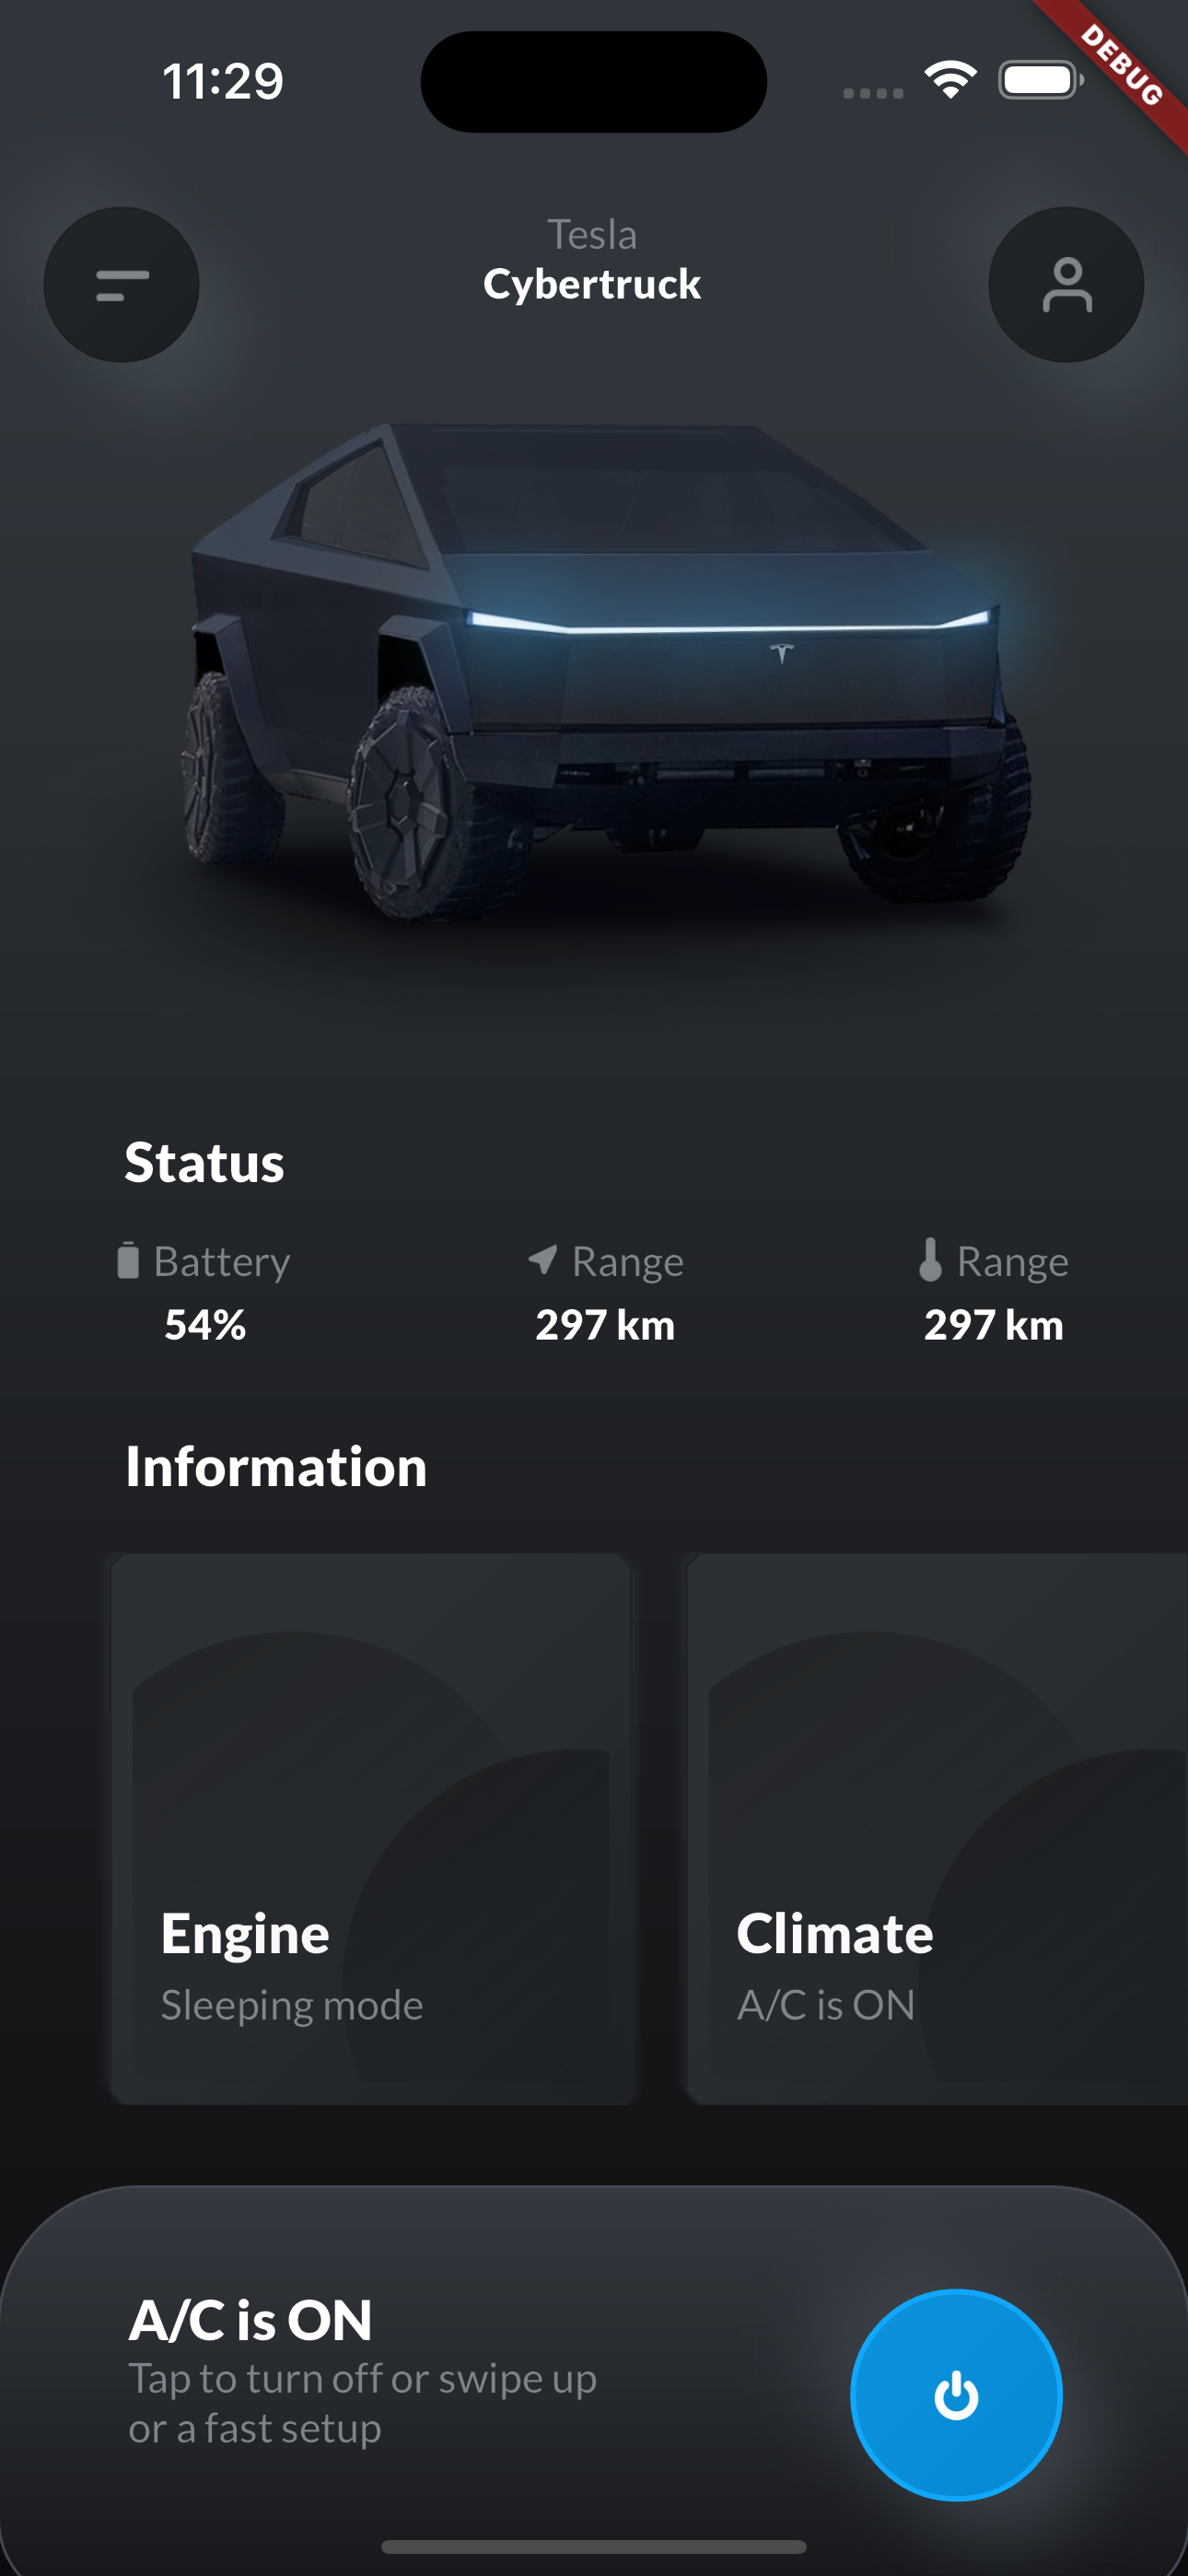 11:29
DEBUG
Tesla
Cybertruck
Status
Battery
Range
Range
54%
297 km
297 km
Information
Engine
Sleeping mode
Climate
A/C is ON
A/C is ON
Tap to turn off or swipe up
or a fast setup